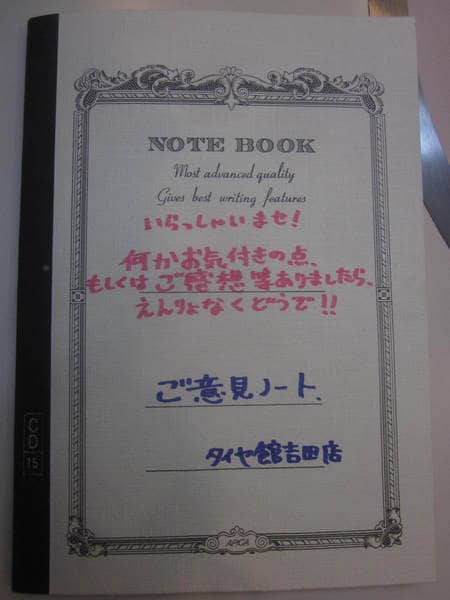 NOTE BOOK
Most advanced quality
Gives best writing features
いらっしゃいませ!
何かお気付きの点、
もしくはご感想等ありましたら、
えんりょなくどうぞ!!
ご意見ノート、
タイヤ館吉田店
CD
15
APICA